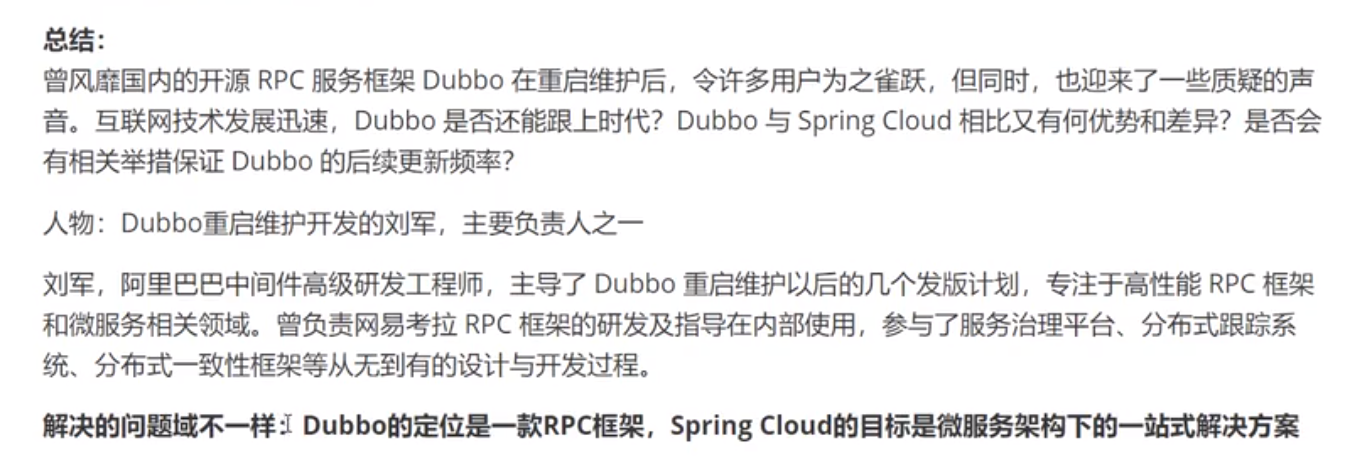 总结：
曾风靡国内的开源 RPC 服务框架 Dubbo 在重启维护后，令许多用户为之雀跃，但同时，也迎来了一些质疑的声
音。互联网技术发展迅速，Dubbo 是否还能跟上时代？Dubbo 与 Spring Cloud 相比又有何优势和差异？是否会
有相关举措保证 Dubbo 的后续更新频率？
人物：Dubbo重启维护开发的刘军，主要负责人之一
刘军，阿里巴巴中间件高级研发工程师，主导了 Dubbo 重启维护以后的几个发版计划，专注于高性能 RPC 框架
和微服务相关领域。曾负责网易考拉 RPC 框架的研发及指导在内部使用，参与了服务治理平台、分布式跟踪系
统、分布式一致性框架等从无到有的设计与开发过程。
解决的问题域不一样：Dubbo的定位是一款RPC框架，Spring Cloud的目标是微服务架构下的一站式解决方案